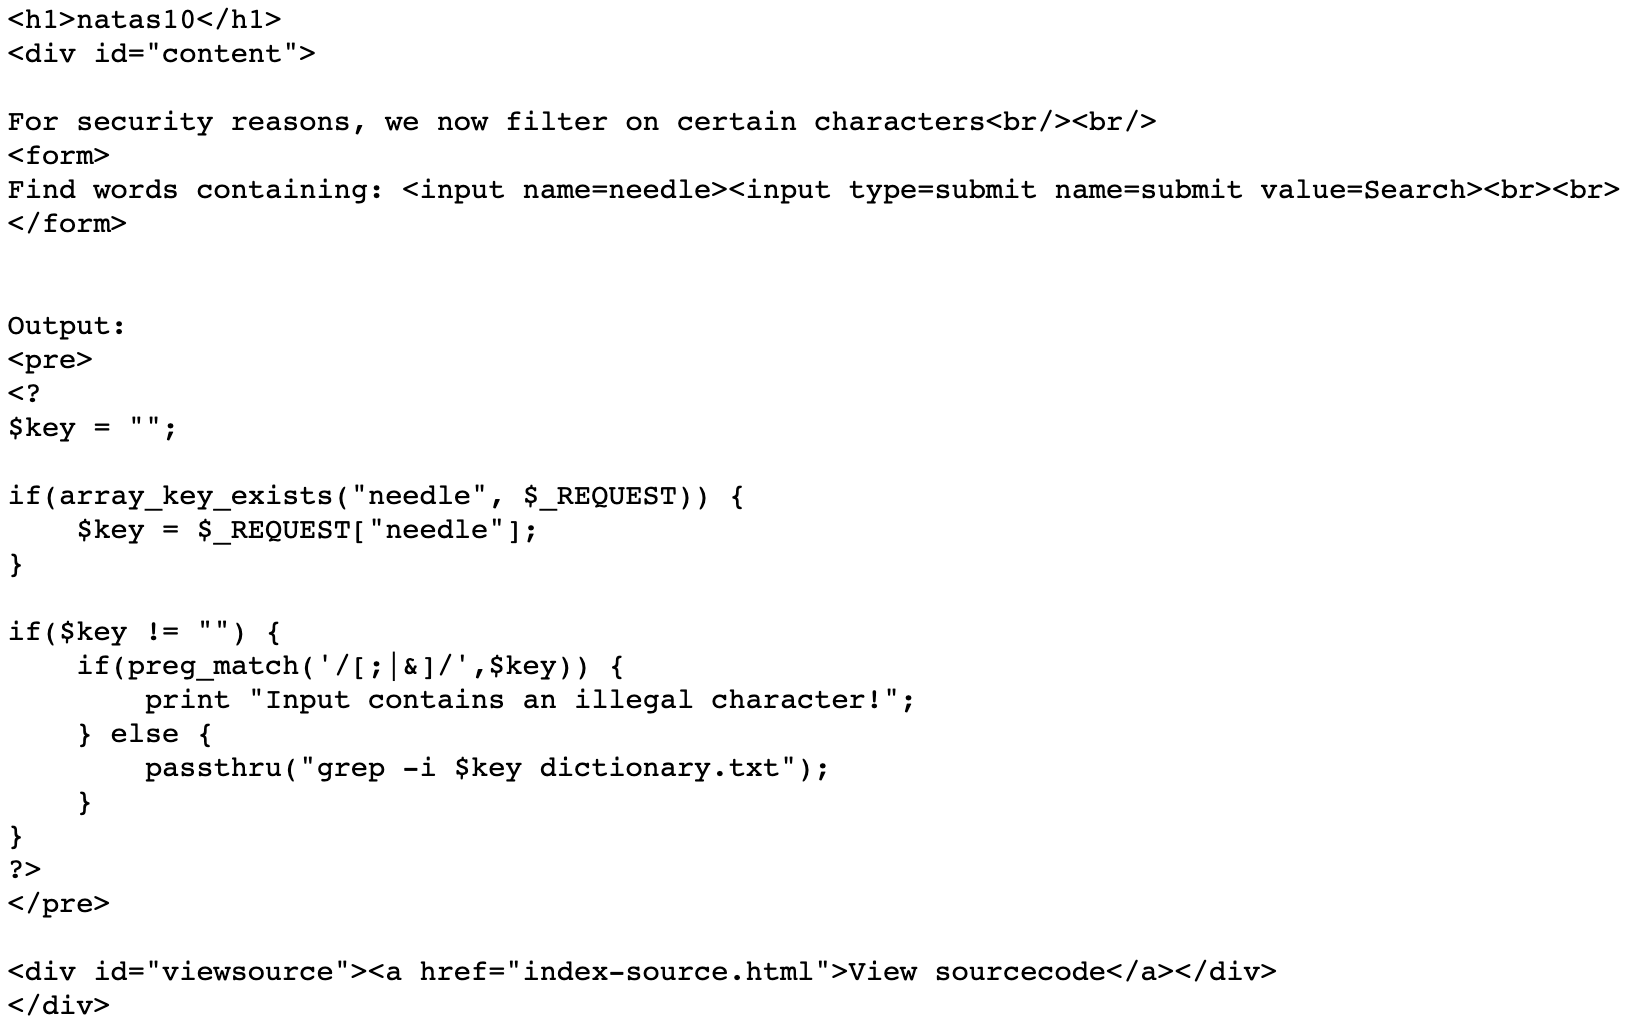 <h1>natas10</h1>
<div id="content">
For security reasons, we now filter on certain characters<br/><br/>
<form>
Find words containing: <input name=needle><input type=submit name=submit value=Search><br><br>
</form>
Output:
<pre>
<?
$key = "";
if(array_key_exists("needle", $_REQUEST)) {
    $key = $_REQUEST["needle"];
}
if($key != "") {
    if(preg_match('/[;|&]/',$key)) {
        print "Input contains an illegal character!";
    } else {
        passthru("grep -i $key dictionary.txt");
    }
}
?>
</pre>
<div id="viewsource"><a href="index-source.html">View sourcecode</a></div>
</div>